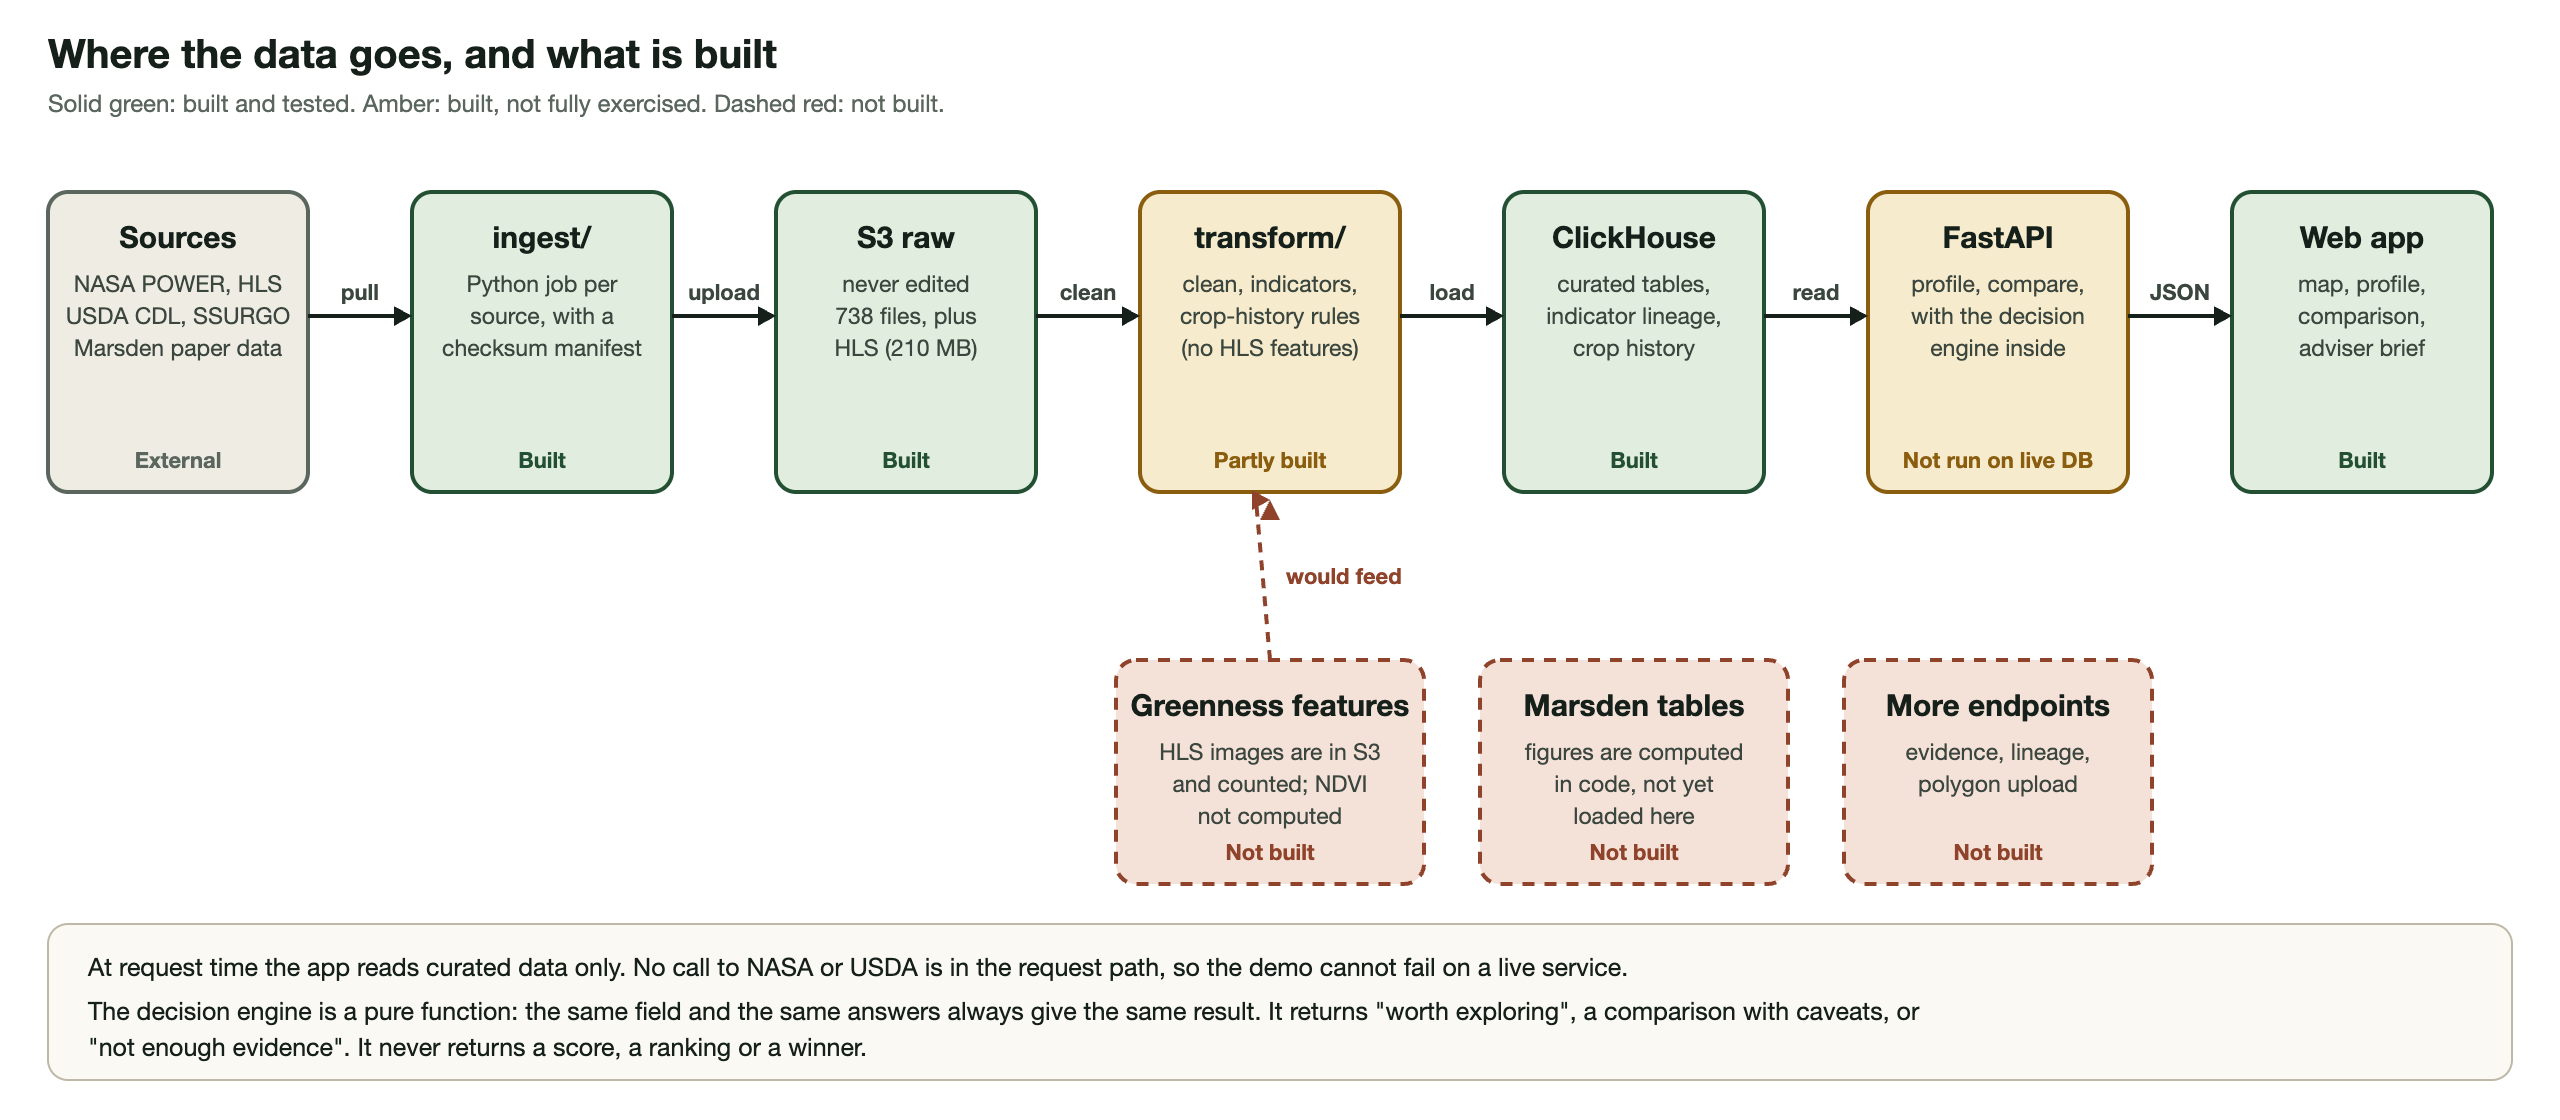 Where the data goes, and what is built
Solid green: built and tested. Amber: built, not fully exercised. Dashed red: not built.
Sources
NASA POWER, HLS
USDA CDL, SSURGO
Marsden paper data
External
pull
ingest/
Python job per
source, with a
checksum manifest
Built
upload
S3 raw
never edited
738 files, plus
HLS (210 MB)
Built
clean
transform/
clean, indicators,
crop-history rules
(no HLS features)
Partly built
load
ClickHouse
curated tables,
indicator lineage,
crop history
Built
read
FastAPI
profile, compare,
with the decision
engine inside
Not run on live DB
JSON
Web app
map, profile,
comparison,
adviser brief
Built
would feed
Greenness features
HLS images are in S3
and counted; NDVI
not computed
Not built
Marsden tables
figures are computed
in code, not yet
loaded here
Not built
More endpoints
evidence, lineage,
polygon upload
Not built
At request time the app reads curated data only. No call to NASA or USDA is in the request path, so the demo cannot fail on a live service.
The decision engine is a pure function: the same field and the same answers always give the same result. It returns "worth exploring", a comparison with caveats, or
"not enough evidence". It never returns a score, a ranking or a winner.